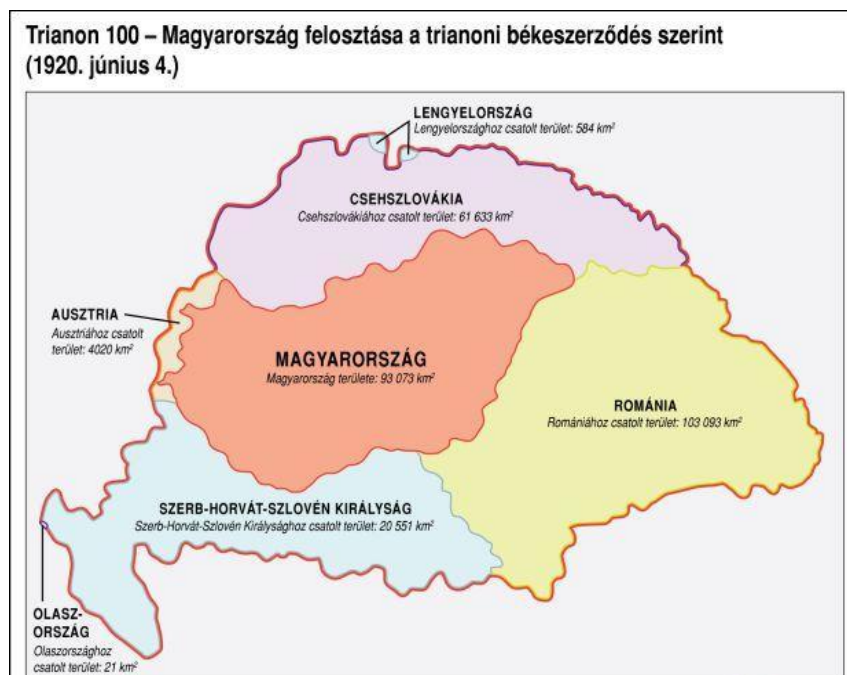 Trianon 100 – Magyarország felosztása a trianoni békeszerződés szerint
(1920. június 4.)
LENGYELORSZÁG
Lengyelországhoz csatolt terület: 584 km²
CSEHSZLOVÁKIA
Csehszlovákiához csatolt terület: 61 633 km²
AUSZTRIA
Ausztriához csatolt
terület: 4020 km²
MAGYARORSZÁG
Magyarország területe: 93 073 km²
ROMÁNIA
Romániához csatolt terület: 103 093 km²
SZERB-HORVÁT-SZLOVÉN KIRÁLYSÁG
Szerb-Horvát-Szlovén Királysághoz csatolt terület: 20 551 km²
OLASZ-
ORSZÁG
Olaszországhoz
csatolt terület: 21 km²